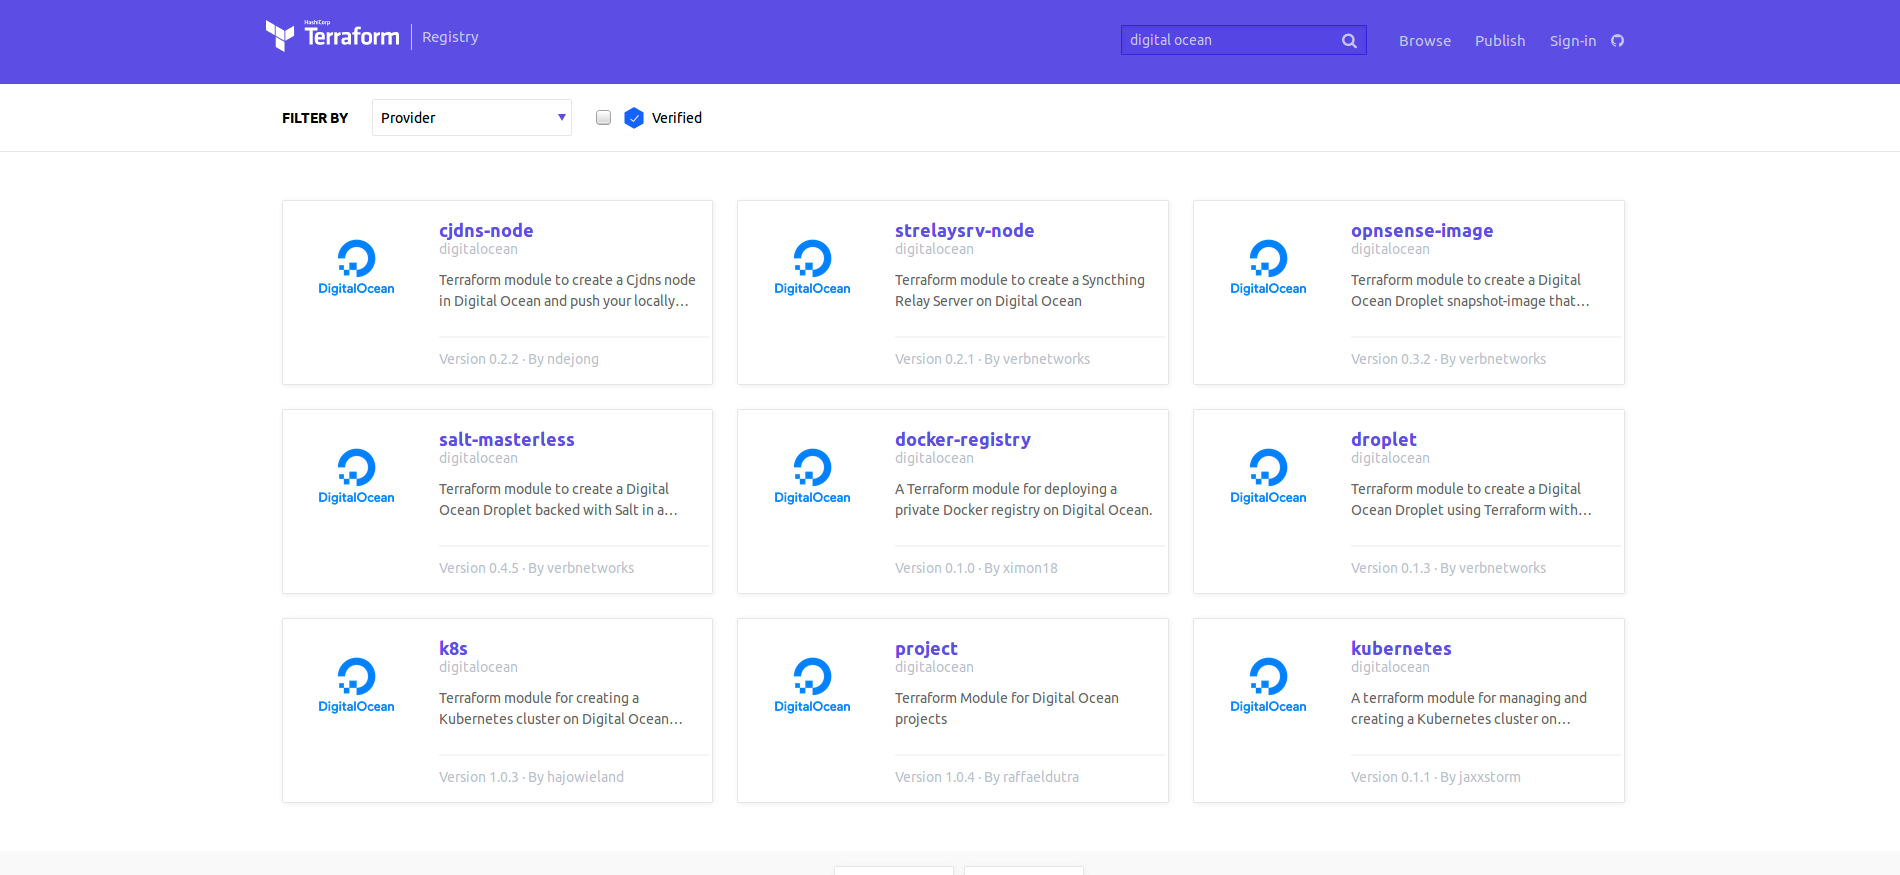 HashiCorp
Terraform
Registry
digital ocean
Browse
Publish
Sign-in
FILTER BY
Provider
Verified
DigitalOcean
cjdns-node
digitalocean
Terraform module to create a Cjdns node
in Digital Ocean and push your locally…
Version 0.2.2 · By ndejong
DigitalOcean
strelaysrv-node
digitalocean
Terraform module to create a Syncthing
Relay Server on Digital Ocean
Version 0.2.1 · By verbnetworks
DigitalOcean
opnsense-image
digitalocean
Terraform module to create a Digital
Ocean Droplet snapshot-image that…
Version 0.3.2 · By verbnetworks
DigitalOcean
salt-masterless
digitalocean
Terraform module to create a Digital
Ocean Droplet backed with Salt in a…
Version 0.4.5 · By verbnetworks
DigitalOcean
docker-registry
digitalocean
A Terraform module for deploying a
private Docker registry on Digital Ocean.
Version 0.1.0 · By ximon18
DigitalOcean
droplet
digitalocean
Terraform module to create a Digital
Ocean Droplet using Terraform with…
Version 0.1.3 · By verbnetworks
DigitalOcean
k8s
digitalocean
Terraform module for creating a
Kubernetes cluster on Digital Ocean…
Version 1.0.3 · By hajowieland
DigitalOcean
project
digitalocean
Terraform Module for Digital Ocean
projects
Version 1.0.4 · By raffaeldutra
DigitalOcean
kubernetes
digitalocean
A terraform module for managing and
creating a Kubernetes cluster on…
Version 0.1.1 · By jaxxstorm